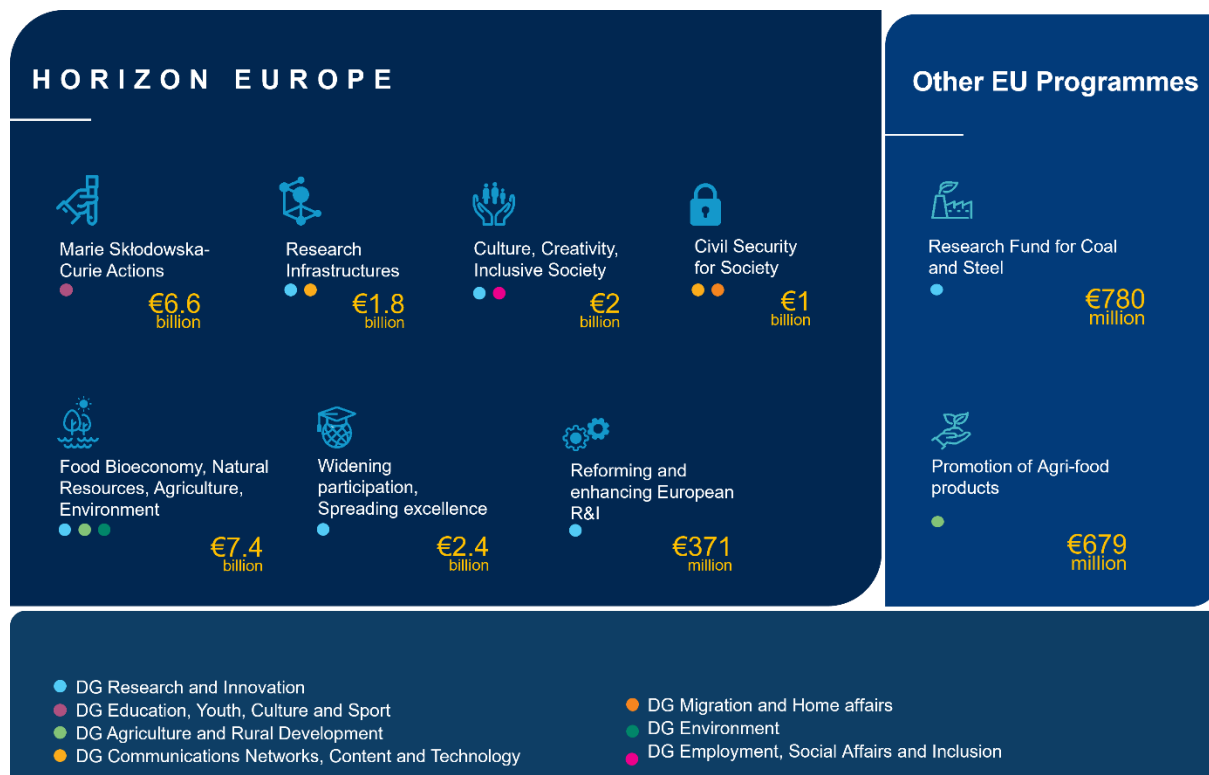 HORIZON EUROPE
Marie Skłodowska-
Curie Actions
€6.6
billion
Research
Infrastructures
€1.8
billion
Culture, Creativity,
Inclusive Society
€2
billion
Civil Security
for Society
€1
billion
Food Bioeconomy, Natural
Resources, Agriculture,
Environment
€7.4
billion
Widening
participation,
Spreading excellence
€2.4
billion
Reforming and
enhancing European
R&I
€371
million
Other EU Programmes
Research Fund for Coal
and Steel
€780
million
Promotion of Agri-food
products
€679
million
DG Research and Innovation
DG Education, Youth, Culture and Sport
DG Agriculture and Rural Development
DG Communications Networks, Content and Technology
DG Migration and Home affairs
DG Environment
DG Employment, Social Affairs and Inclusion